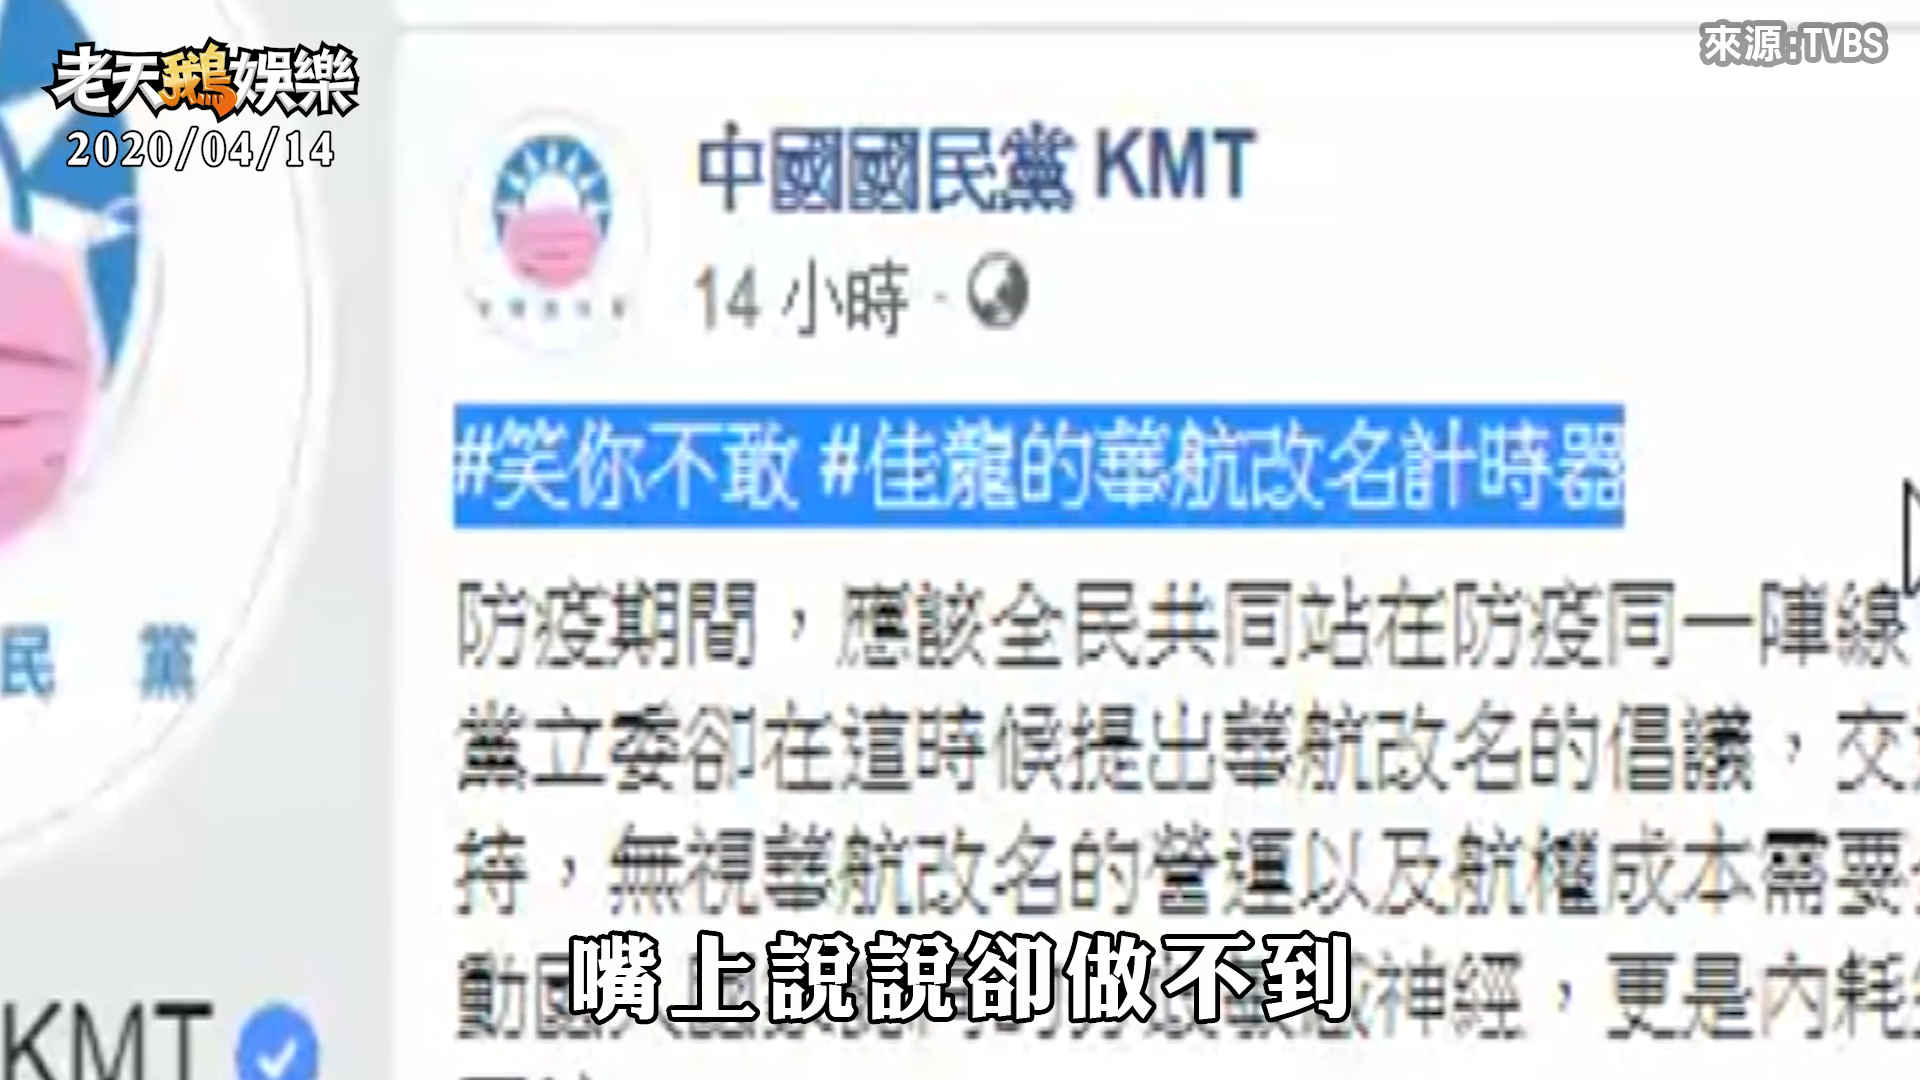 來源:TVBS
老天鵝娛樂
2020/04/14
中國國民黨 KMT
14 小時 ·
#笑你不敢 #佳龍的華航改名計時器
防疫期間，應該全民共同站在防疫同一陣線
黨立委卻在這時候提出華航改名的倡議，交
持，無視華航改名的營運以及航權成本需要
動
神經，更是內耗
嘴上說說卻做不到
民 黨
KMT